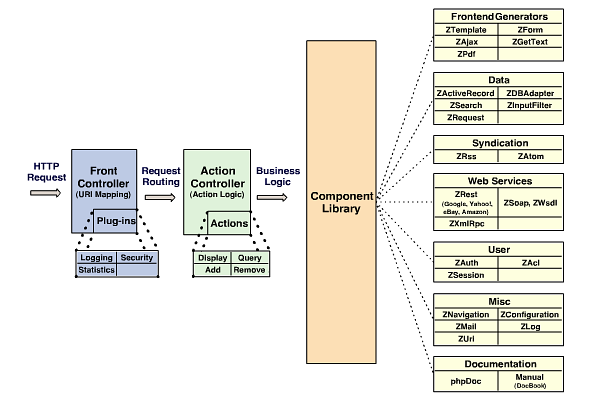 HTTP
Request
Front
Controller
(URI Mapping)
Plug-ins
Logging Security
Statistics
Request
Routing
Action
Controller
(Action Logic)
Actions
Display Query
Add Remove
Business
Logic
Component
Library
Frontend Generators
ZTemplate ZForm
ZAjax ZGetText
ZPdf
Data
ZActiveRecord ZDBAdapter
ZSearch ZInputFilter
ZRequest
Syndication
ZRss ZAtom
Web Services
ZRest
(Google, Yahoo!,
eBay, Amazon)
ZSoap, ZWsdl
ZXmlRpc
User
ZAuth ZAcl
ZSession
Misc
ZNavigation ZConfiguration
ZMail ZLog
ZUrl
Documentation
phpDoc
Manual
(DocBook)